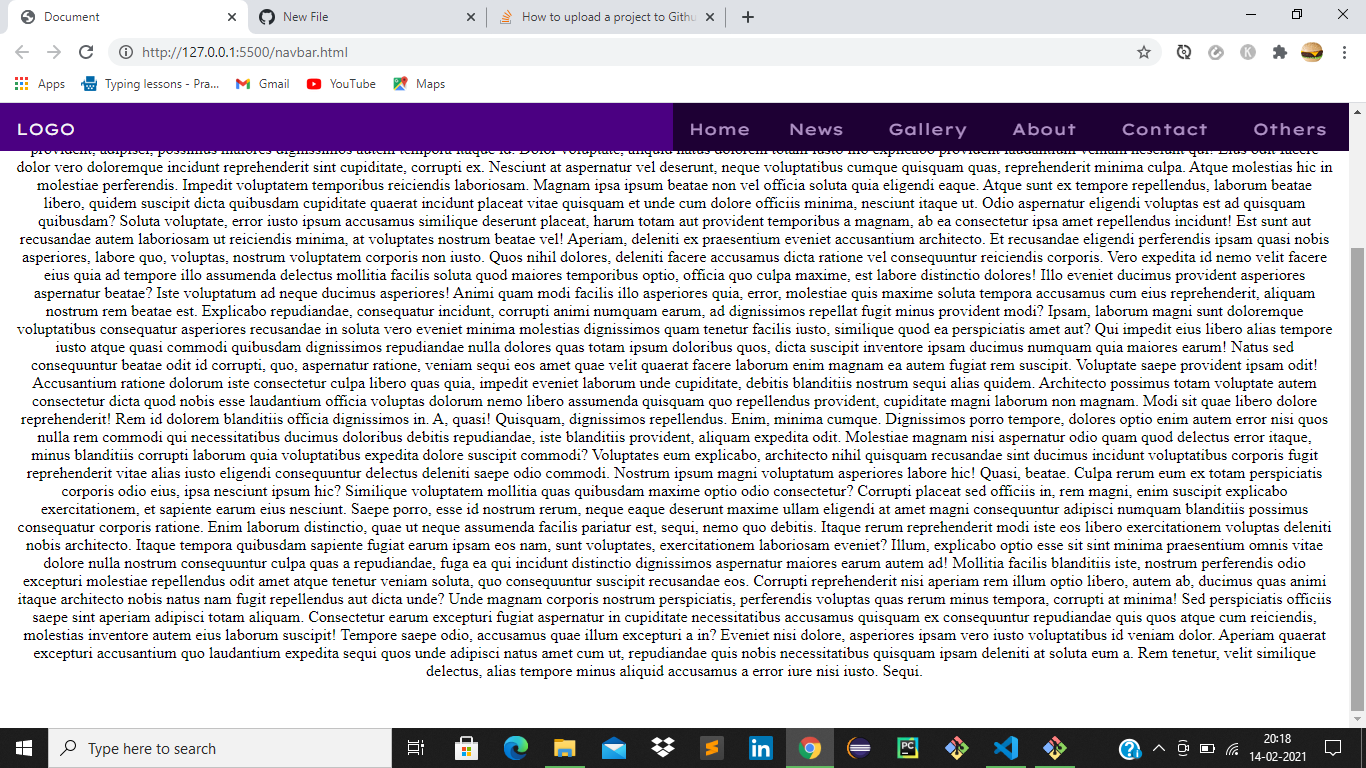 Document
New File
How to upload a project to Githu
http://127.0.0.1:5500/navbar.html
K
Apps
Typing lessons - Pra...
Gmail
YouTube
Maps
LOGO
Home
News
Gallery
About
Contact
Others
dolor vero doloremque incidunt reprehenderit sint cupiditate, corrupti ex. Nesciunt at aspernatur vel deserunt, neque voluptatibus cumque quisquam quas, reprehenderit minima culpa. Atque molestias hic in
molestiae perferendis. Impedit voluptatem temporibus reiciendis laboriosam. Magnam ipsa ipsum beatae non vel officia soluta quia eligendi eaque. Atque sunt ex tempore repellendus, laborum beatae
libero, quidem suscipit dicta quibusdam cupiditate quaerat incidunt placeat vitae quisquam et unde cum dolore officiis minima, nesciunt itaque ut. Odio aspernatur eligendi voluptas est ad quisquam
quibusdam? Soluta voluptate, error iusto ipsum accusamus similique deserunt placeat, harum totam aut provident temporibus a magnam, ab ea consectetur ipsa amet repellendus incidunt! Est sunt aut
recusandae autem laboriosam ut reiciendis minima, at voluptates nostrum beatae vel! Aperiam, deleniti ex praesentium eveniet accusantium architecto. Et recusandae eligendi perferendis ipsam quasi nobis
asperiores, labore quo, voluptas, nostrum voluptatem corporis non iusto. Quos nihil dolores, deleniti facere accusamus dicta ratione vel consequuntur reiciendis corporis. Vero expedita id nemo velit facere
eius quia ad tempore illo assumenda delectus mollitia facilis soluta quod maiores temporibus optio, officia quo culpa maxime, est labore distinctio dolores! Illo eveniet ducimus provident asperiores
aspernatur beatae? Iste voluptatum ad neque ducimus asperiores! Animi quam modi facilis illo asperiores quia, error, molestiae quis maxime soluta tempora accusamus cum eius reprehenderit, aliquam
nostrum rem beatae est. Explicabo repudiandae, consequatur incidunt, corrupti animi numquam earum, ad dignissimos repellat fugit minus provident modi? Ipsam, laborum magni sunt doloremque
voluptatibus consequatur asperiores recusandae in soluta vero eveniet minima molestias dignissimos quam tenetur facilis iusto, similique quod ea perspiciatis amet aut? Qui impedit eius libero alias tempore
iusto atque quasi commodi quibusdam dignissimos repudiandae nulla dolores quas totam ipsum doloribus quos, dicta suscipit inventore ipsam ducimus numquam quia maiores earum! Natus sed
consequuntur beatae odit id corrupti, quo, aspernatur ratione, veniam sequi eos amet quae velit quaerat facere laborum enim magnam ea autem fugiat rem suscipit. Voluptate saepe provident ipsam odit!
Accusantium ratione dolorum iste consectetur culpa libero quas quia, impedit eveniet laborum unde cupiditate, debitis blanditiis nostrum sequi alias quidem. Architecto possimus totam voluptate autem
consectetur dicta quod nobis esse laudantium officia voluptas dolorum nemo libero assumenda quisquam quo repellendus provident, cupiditate magni laborum non magnam. Modi sit quae libero dolore
reprehenderit! Rem id dolorem blanditiis officia dignissimos in. A, quasi! Quisquam, dignissimos repellendus. Enim, minima cumque. Dignissimos porro tempore, dolores optio enim autem error nisi quos
nulla rem commodi qui necessitatibus ducimus doloribus debitis repudiandae, iste blanditiis provident, aliquam expedita odit. Molestiae magnam nisi aspernatur odio quam quod delectus error itaque,
minus blanditiis corrupti laborum quia voluptatibus expedita dolore suscipit commodi? Voluptates eum explicabo, architecto nihil quisquam recusandae sint ducimus incidunt voluptatibus corporis fugit
reprehenderit vitae alias iusto eligendi consequuntur delectus deleniti saepe odio commodi. Nostrum ipsum magni voluptatum asperiores labore hic! Quasi, beatae. Culpa rerum eum ex totam perspiciatis
corporis odio eius, ipsa nesciunt ipsum hic? Similique voluptatem mollitia quas quibusdam maxime optio odio consectetur? Corrupti placeat sed officiis in, rem magni, enim suscipit explicabo
exercitationem, et sapiente earum eius nesciunt. Saepe porro, esse id nostrum rerum, neque eaque deserunt maxime ullam eligendi at amet magni consequuntur adipisci numquam blanditiis possimus
consequatur corporis ratione. Enim laborum distinctio, quae ut neque assumenda facilis pariatur est, sequi, nemo quo debitis. Itaque rerum reprehenderit modi iste eos libero exercitationem voluptas deleniti
nobis architecto. Itaque tempora quibusdam sapiente fugiat earum ipsam eos nam, sunt voluptates, exercitationem laboriosam eveniet? Illum, explicabo optio esse sit sint minima praesentium omnis vitae
dolore nulla nostrum consequuntur culpa quas a repudiandae, fuga ea qui incidunt distinctio dignissimos aspernatur maiores earum autem ad! Mollitia facilis blanditiis iste, nostrum perferendis odio
excepturi molestiae repellendus odit amet atque tenetur veniam soluta, quo consequuntur suscipit recusandae eos. Corrupti reprehenderit nisi aperiam rem illum optio libero, autem ab, ducimus quas animi
itaque architecto nobis natus nam fugit repellendus aut dicta unde? Unde magnam corporis nostrum perspiciatis, perferendis voluptas quas rerum minus tempora, corrupti at minima! Sed perspiciatis officiis
saepe sint aperiam adipisci totam aliquam. Consectetur earum excepturi fugiat aspernatur in cupiditate necessitatibus accusamus quisquam ex consequuntur repudiandae quis quos atque cum reiciendis,
molestias inventore autem eius laborum suscipit! Tempore saepe odio, accusamus quae illum excepturi a in? Eveniet nisi dolore, asperiores ipsam vero iusto voluptatibus id veniam dolor. Aperiam quaerat
excepturi accusantium quo laudantium expedita sequi quos unde adipisci natus amet cum ut, repudiandae quis nobis necessitatibus quisquam ipsam deleniti at soluta eum a. Rem tenetur, velit similique
delectus, alias tempore minus aliquid accusamus a error iure nisi iusto. Sequi.
Type here to search
20:18
14-02-2021